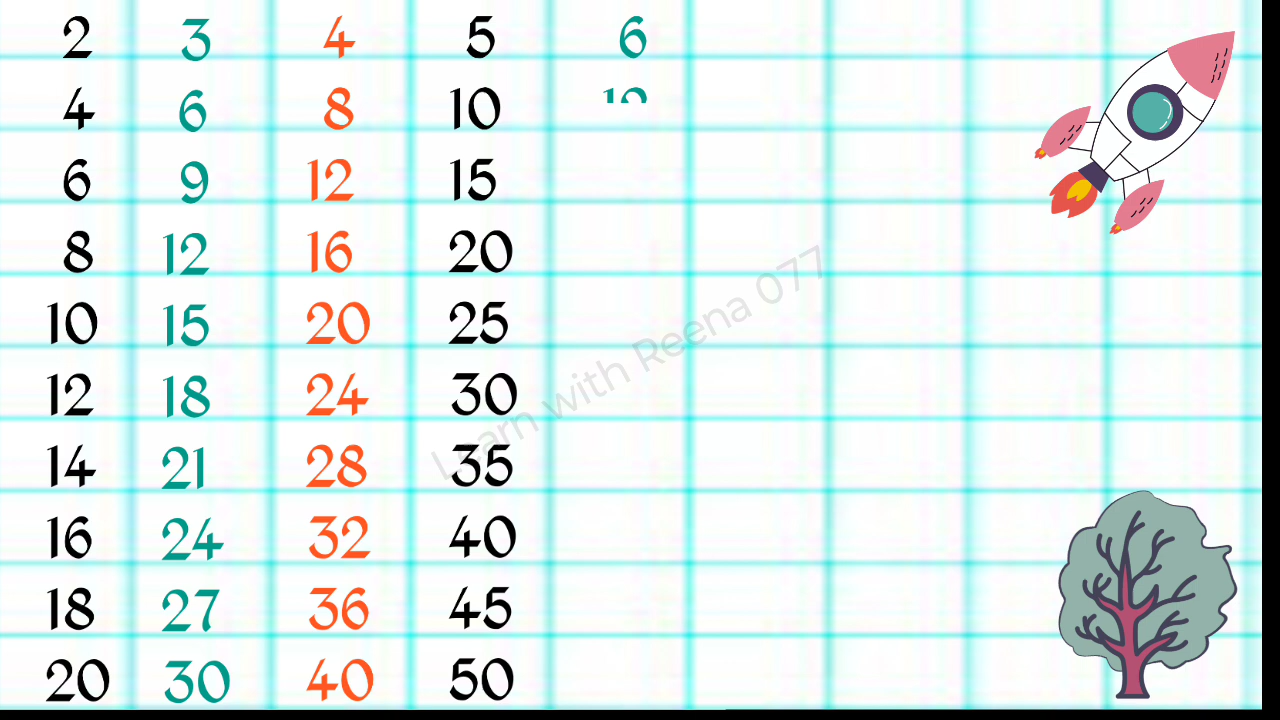 2 3 4 5 6
4 6 8 10
6 9 12 15
8 12 16 20
10 15 20 25
12 18 24 30
14 21 28 35
16 24 32 40
18 27 36 45
20 30 40 50
Learn with Reena 077